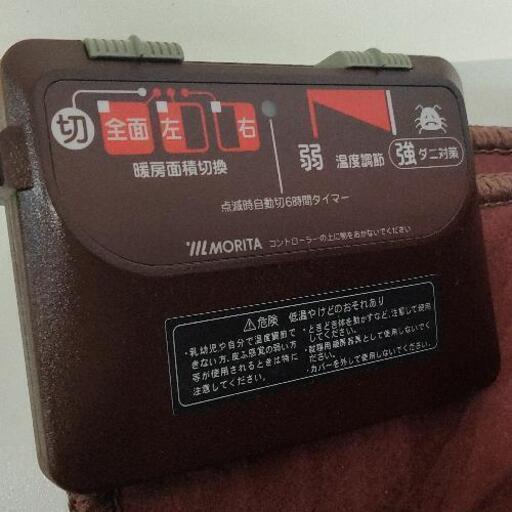 切 全面 左 右
暖房面積切換
弱 温度調節 強 ダニ対策
点滅時自動切6時間タイマー
MORITA コントローラーの上に物をおかないでください
⚠危険 低温やけどのおそれあり
・乳幼児や自分で温度調節で
きない方、皮ふ感覚の弱い方
等が使用されるときは特に
注意してください。
・ときどき体を動かすなど、注意して使用
してください。
・就寝用暖房具として使用しないでく
ださい。
・カバーを外して使用しないでください。